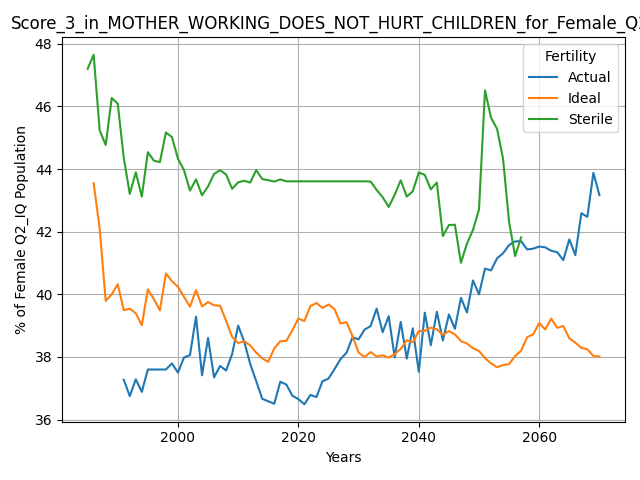 Score_3_in_MOTHER_WORKING_DOES_NOT_HURT_CHILDREN_for_Female_Q
Fertility
Actual
Ideal
Sterile
% of Female Q2_IQ Population
48
46
44
42
40
38
36
2000
2020
2040
2060
Years